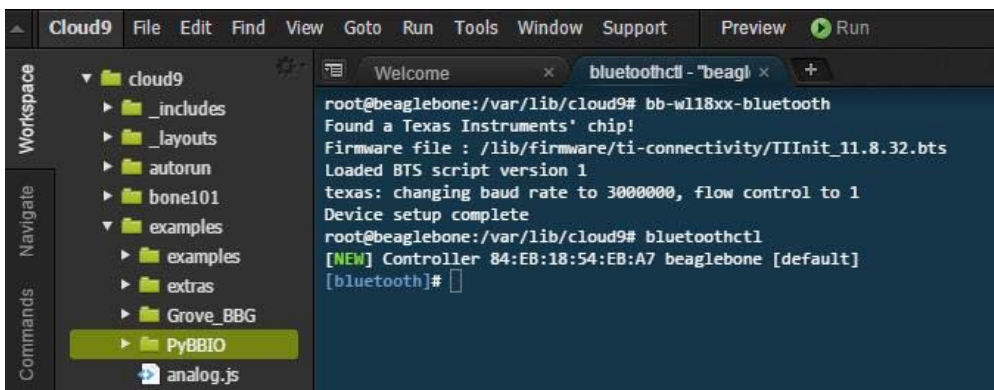 Cloud9 File Edit Find View Goto Run Tools Window Support Preview Run
Workspace
Navigate
Commands
cloud9
_includes
_layouts
autorun
bone101
examples
examples
extras
Grove_BBG
PyBBIO
analog.js
Welcome × bluetoothctl - "beagl × +
root@beaglebone:/var/lib/cloud9# bb-wl18xx-bluetooth
Found a Texas Instruments' chip!
Firmware file : /lib/firmware/ti-connectivity/TIInit_11.8.32.bts
Loaded BTS script version 1
texas: changing baud rate to 3000000, flow control to 1
Device setup complete
root@beaglebone:/var/lib/cloud9# bluetoothctl
[NEW] Controller 84:EB:18:54:EB:A7 beaglebone [default]
[bluetooth]#